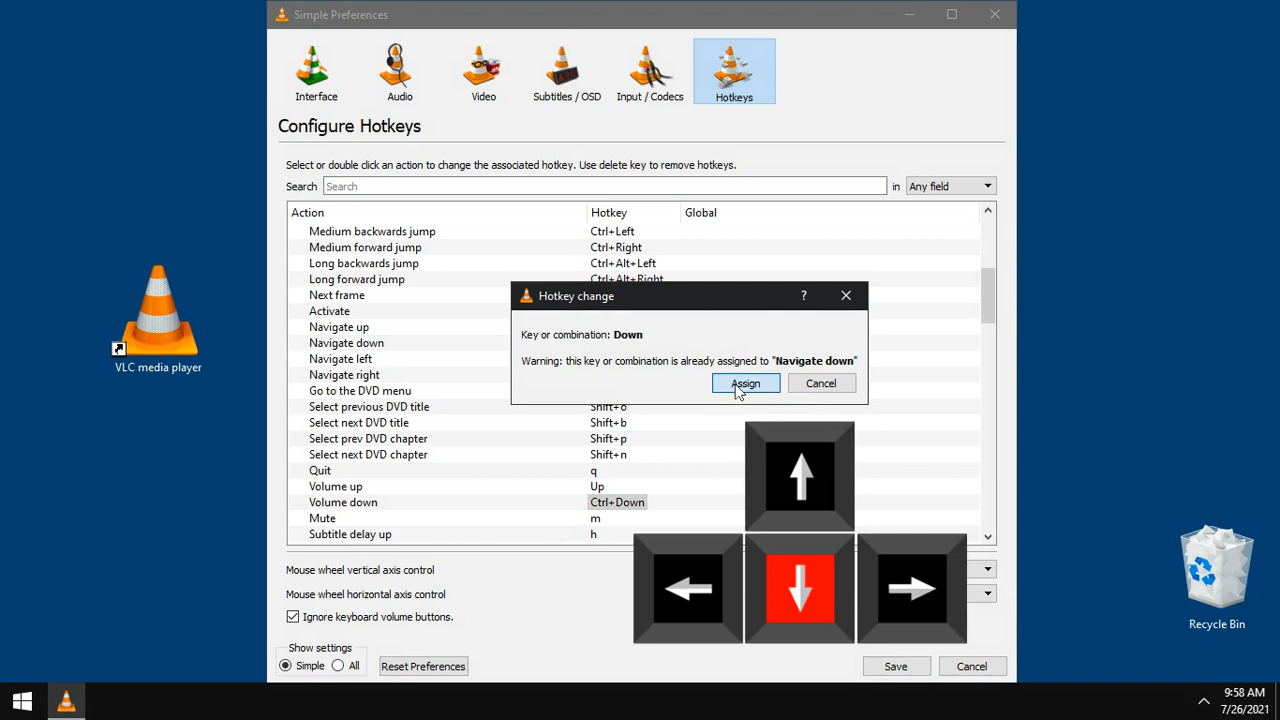 Simple Preferences
Interface
Audio
Video
Subtitles / OSD
Input / Codecs
Hotkeys
Configure Hotkeys
Select or double click an action to change the associated hotkey. Use delete key to remove hotkeys.
Search Search in Any field
Action Hotkey Global
Medium backwards jump Ctrl+Left
Medium forward jump Ctrl+Right
Long backwards jump Ctrl+Alt+Left
Long forward jump Ctrl+Alt+Right
Next frame
Activate
Navigate up
Navigate down
Navigate left
Navigate right
Go to the DVD menu
Select previous DVD title Shift+o
Select next DVD title Shift+b
Select prev DVD chapter Shift+p
Select next DVD chapter Shift+n
Quit q
Volume up Up
Volume down Ctrl+Down
Mute m
Subtitle delay up h
Hotkey change ?
Key or combination: Down
Warning: this key or combination is already assigned to "Navigate down"
Assign Cancel
Mouse wheel vertical axis control
Mouse wheel horizontal axis control
Ignore keyboard volume buttons.
Show settings
Simple All Reset Preferences Save Cancel
VLC media player
Recycle Bin
9:58 AM
7/26/2021